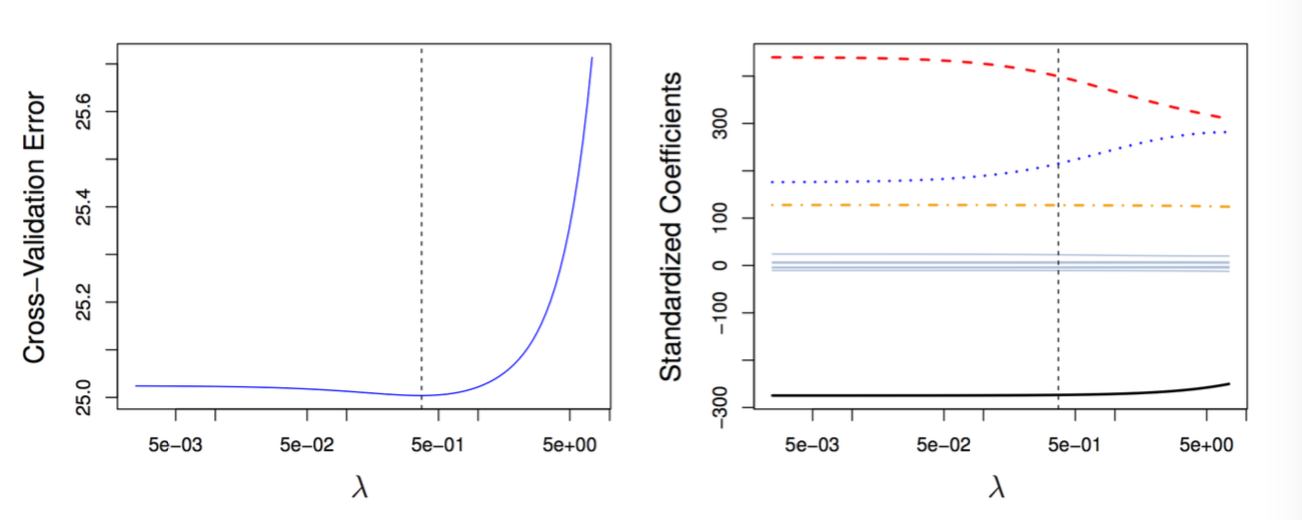 Cross−Validation Error
25.0 25.2 25.4 25.6
5e−03 5e−02 5e−01 5e+00
λ
Standardized Coefficients
−300 −100 0 100 300
5e−03 5e−02 5e−01 5e+00
λ